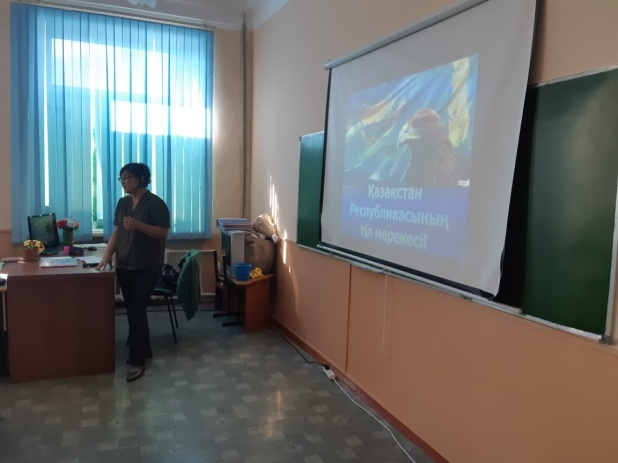 Қазақстан
Республикасының
тіл мерекесі!